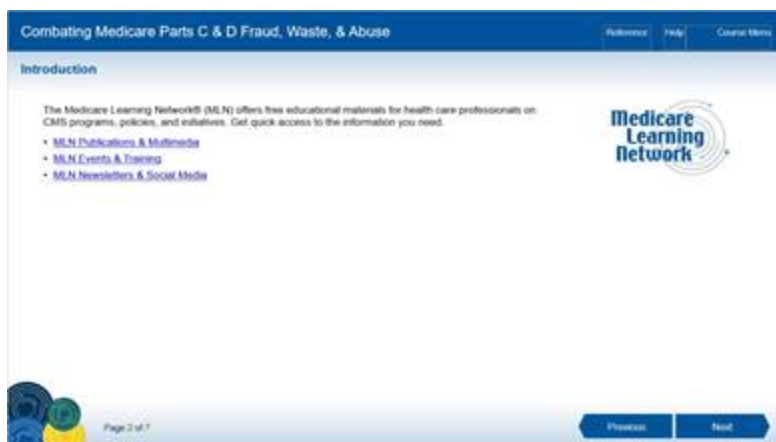 Combating Medicare Parts C & D Fraud, Waste, & Abuse
Reference Help Course Menu
Introduction
The Medicare Learning Network® (MLN) offers free educational materials for health care professionals on
CMS programs, policies, and initiatives. Get quick access to the information you need.
• MLN Publications & Multimedia
• MLN Events & Training
• MLN Newsletters & Social Media
Medicare
Learning
Network
Page 2 of 7
Previous Next